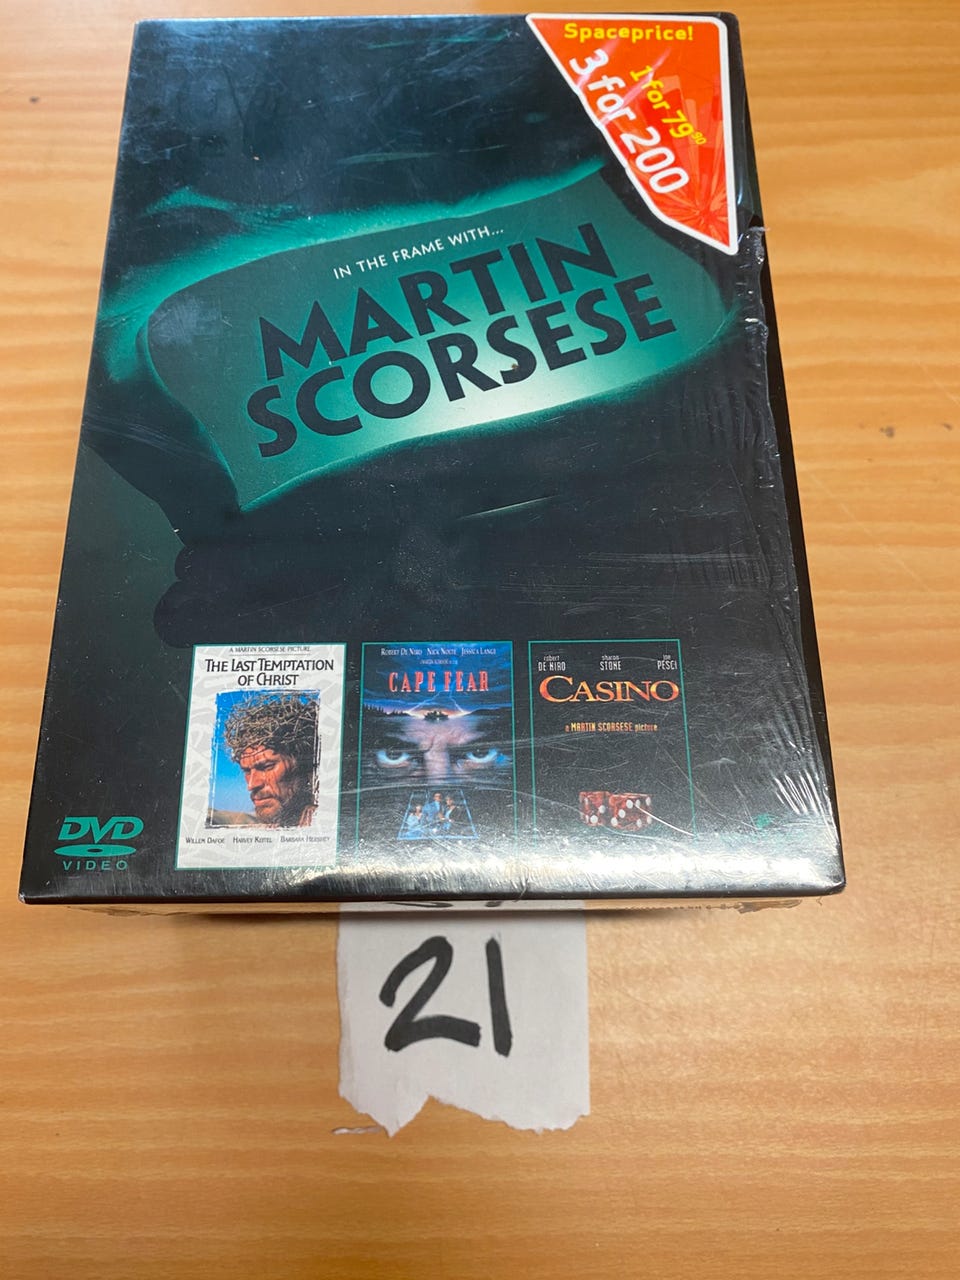 Spaceprice!
1 for 79⁹⁰
3 for 200
IN THE FRAME WITH...
MARTIN
SCORSESE
A MARTIN SCORSESE PICTURE
THE LAST TEMPTATION
OF CHRIST
WILLEM DAFOE HARVEY KEITEL BARBARA HERSHEY
ROBERT DE NIRO NICK NOLTE JESSICA LANGE
CAPE FEAR
robert DE NIRO sharon STONE joe PESCI
CASINO
a MARTIN SCORSESE picture
DVD
VIDEO
21